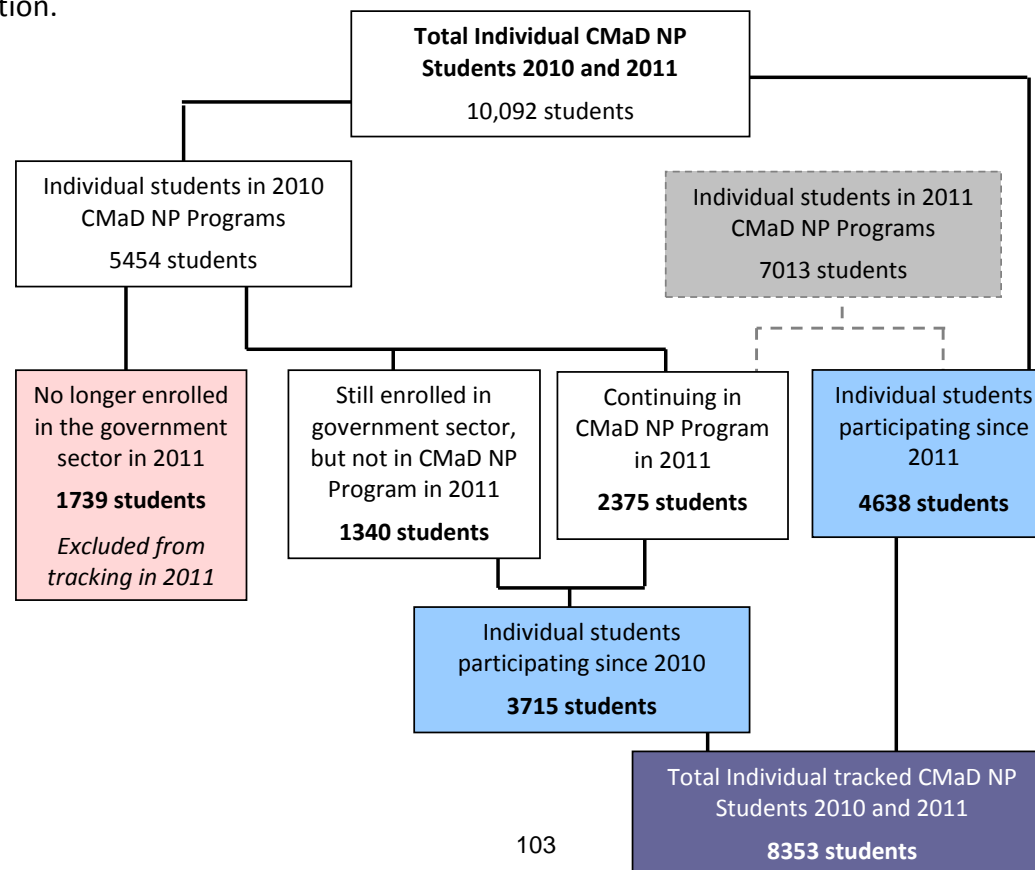 tion.
Total Individual CMaD NP
Students 2010 and 2011
10,092 students
Individual students in 2010
CMaD NP Programs
5454 students
Individual students in 2011
CMaD NP Programs
7013 students
No longer enrolled
in the government
sector in 2011
1739 students
Excluded from
tracking in 2011
Still enrolled in
government sector,
but not in CMaD NP
Program in 2011
1340 students
Continuing in
CMaD NP Program
in 2011
2375 students
Individual students
participating since
2011
4638 students
Individual students
participating since 2010
3715 students
Total Individual tracked CMaD NP
Students 2010 and 2011
8353 students
103